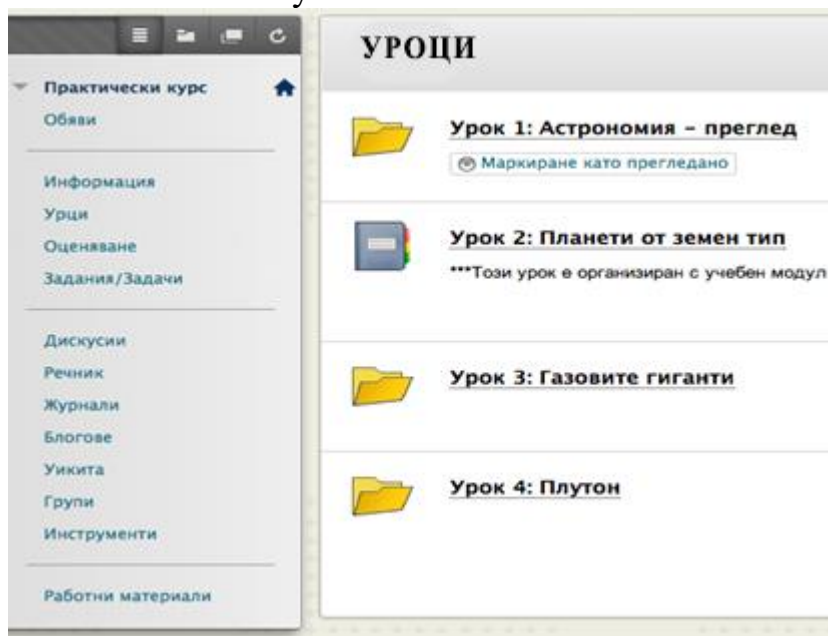 Практически курс
Обяви
Информация
Урци
Оценяване
Задания/Задачи
Дискусии
Речник
Журнали
Блогове
Уикита
Групи
Инструменти
Работни материали
УРОЦИ
Урок 1: Астрономия – преглед
Маркиране като прегледано
Урок 2: Планети от земен тип
***Този урок е организиран с учебен модул
Урок 3: Газовите гиганти
Урок 4: Плутон